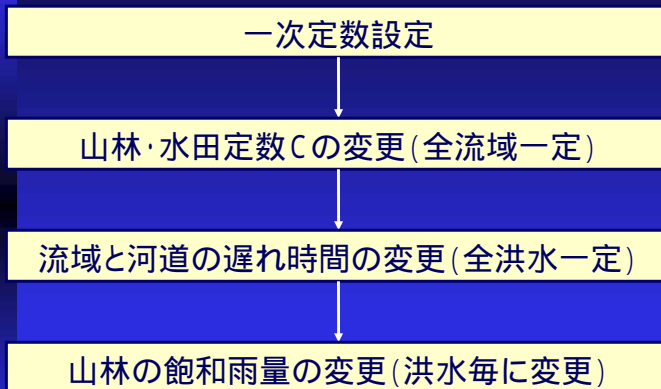 一次定数設定
山林・水田定数Cの変更(全流域一定)
流域と河道の遅れ時間の変更(全洪水一定)
山林の飽和雨量の変更(洪水毎に変更)